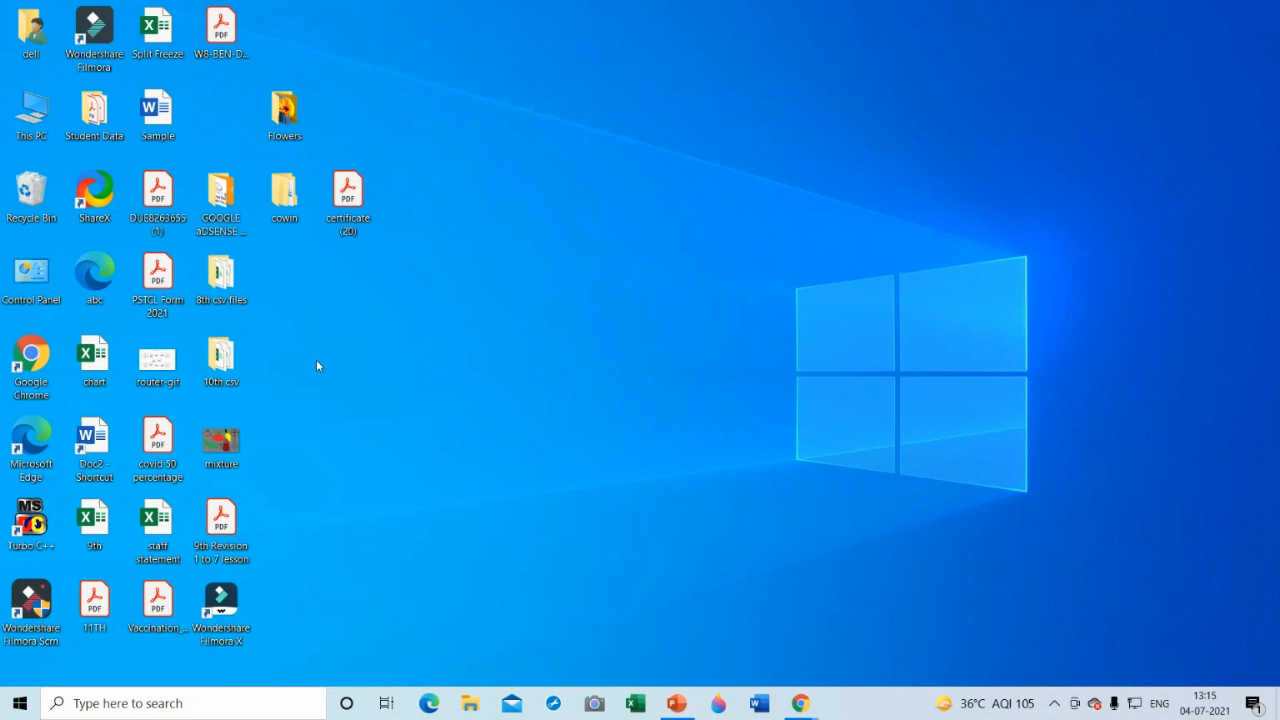 dell
Wondershare
Filmora
Split Freeze
W8-BEN-D...
This PC
Student Data
Sample
Flowers
Recycle Bin
ShareX
DUE8263655
(1)
GOOGLE
aDSENSE ...
cowin
certificate
(20)
Control Panel
abc
PSTCL Form
2021
8th csv files
Google
Chrome
chart
router-gif
10th csv
Microsoft
Edge
Doc2 -
Shortcut
covid 50
percentage
mixture
Turbo C++
9th
staff
statement
9th Revision
1 to 7 lesson
Wondershare
Filmora Scrn
11TH
Vaccination_...
Wondershare
Filmora X
Type here to search
36°C AQI 105
ENG
13:15
04-07-2021
1